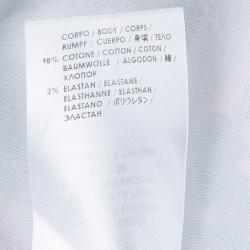 CORPO / BODY / CORPS /
RUMPF / CUERPO / 身環 / ТЕЛО
98% COTONE / COTTON / COTON /
BAUMWOLLE / ALGODON / 綿 /
ХЛОПОК
2% ELASTAN / ELASTANE /
ELASTHANNE / ELASTHAN /
ELASTANO / ポリウレタン /
ЭЛАСТАН